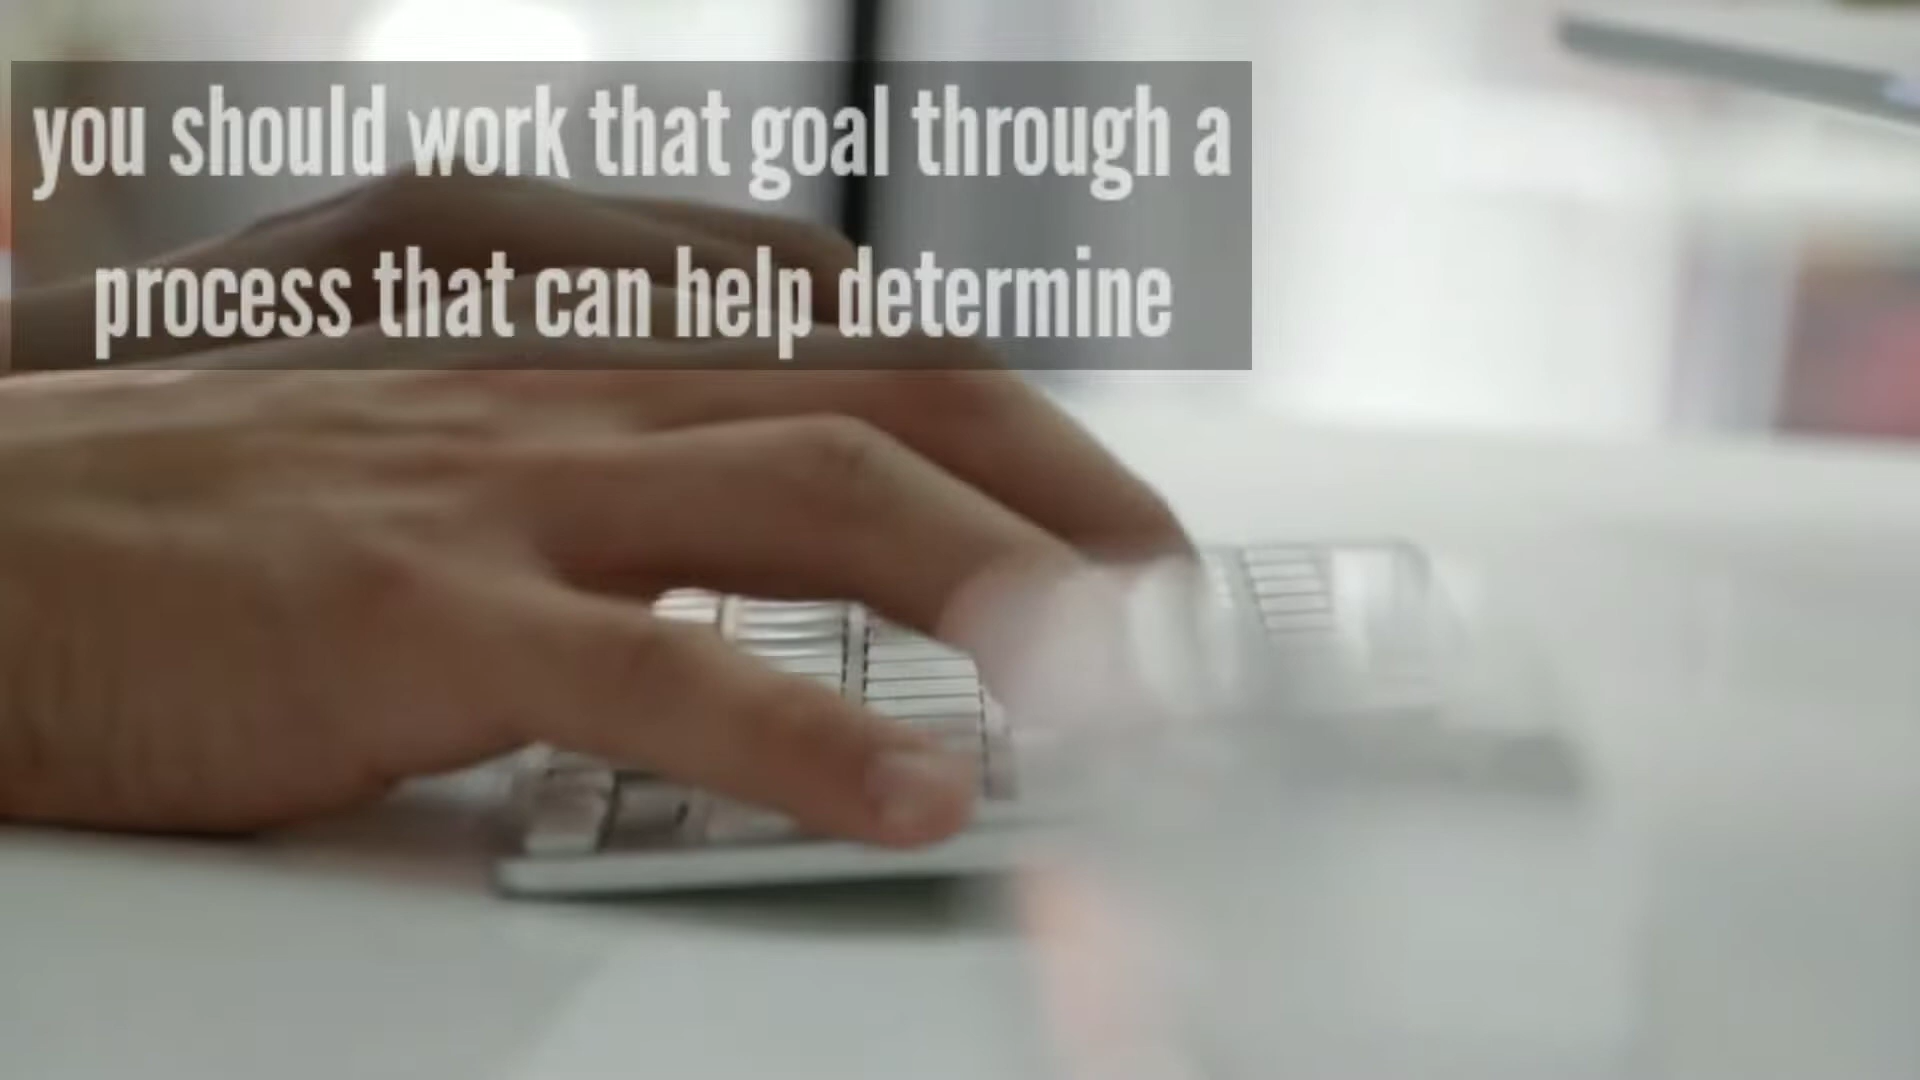 you should work that goal through a
process that can help determine